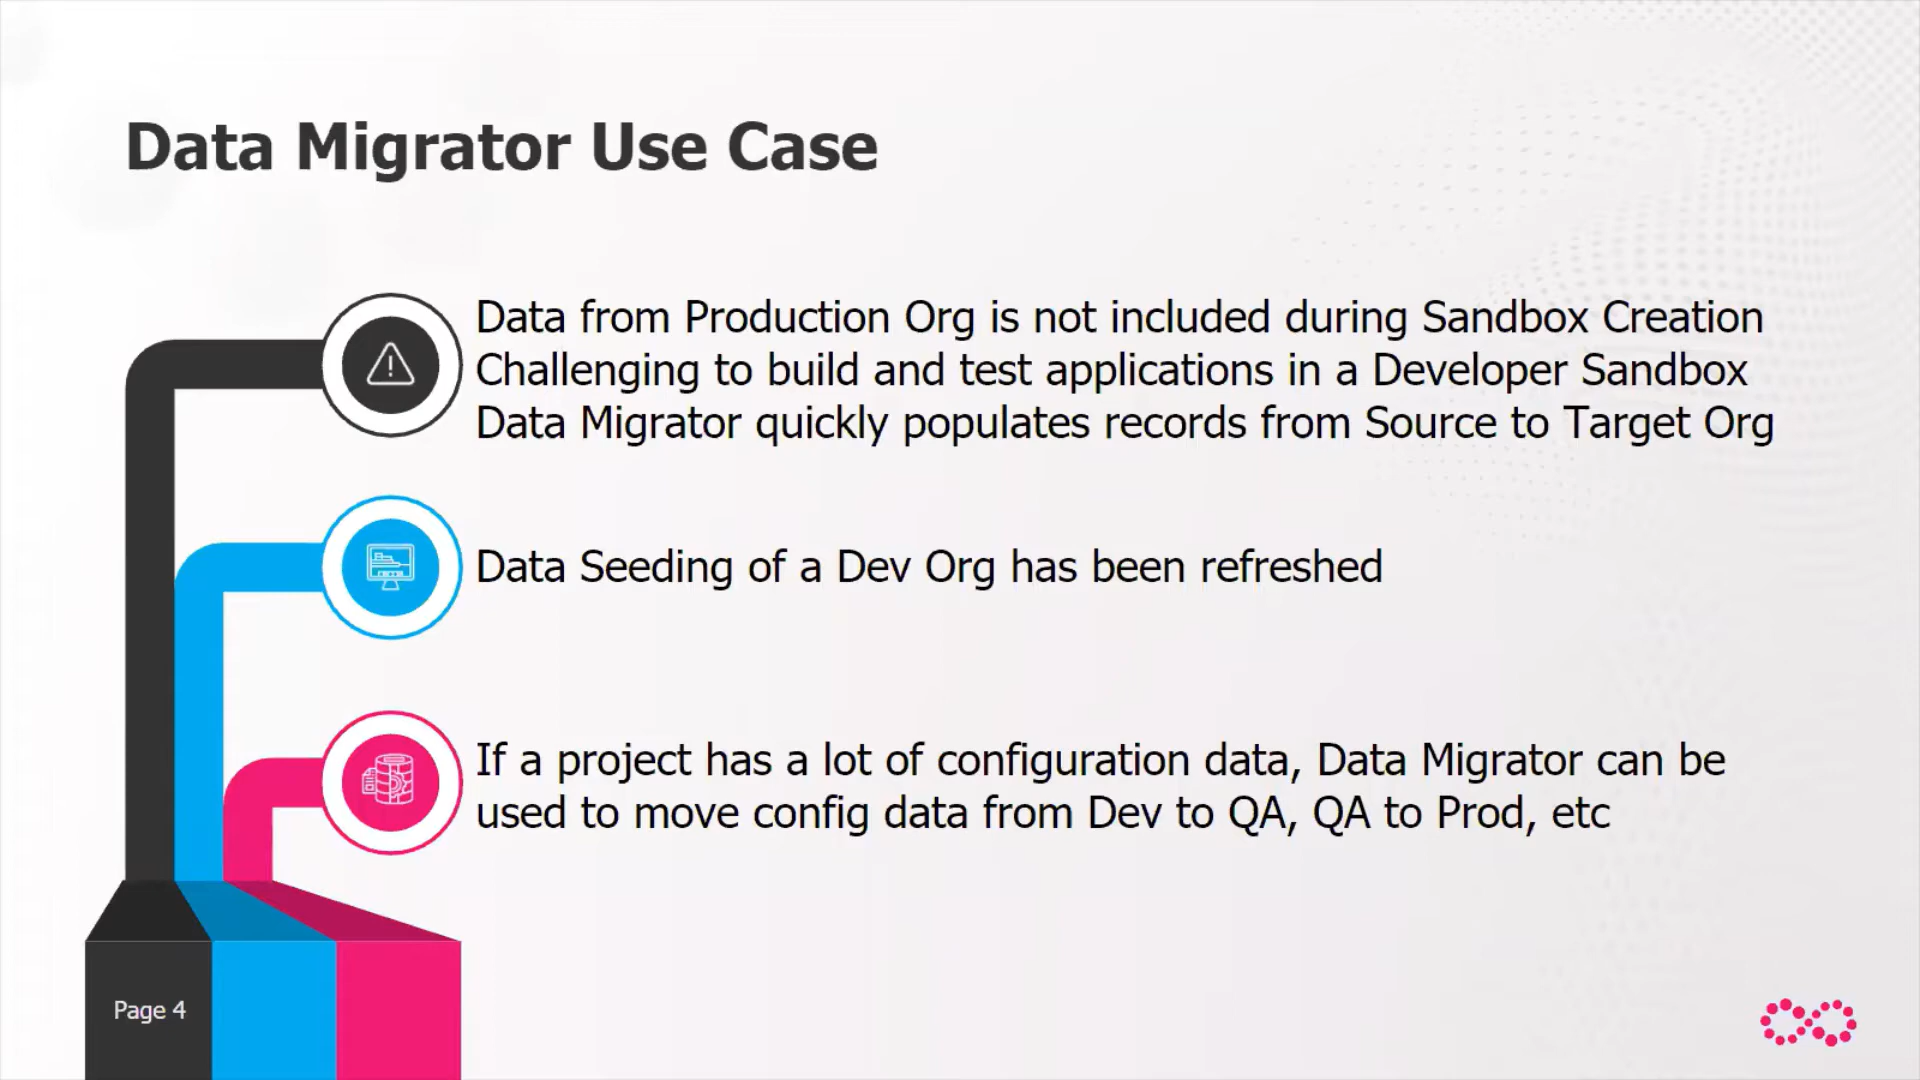 Data Migrator Use Case
Data from Production Org is not included during Sandbox Creation
Challenging to build and test applications in a Developer Sandbox
Data Migrator quickly populates records from Source to Target Org
Data Seeding of a Dev Org has been refreshed
If a project has a lot of configuration data, Data Migrator can be
used to move config data from Dev to QA, QA to Prod, etc
Page 4